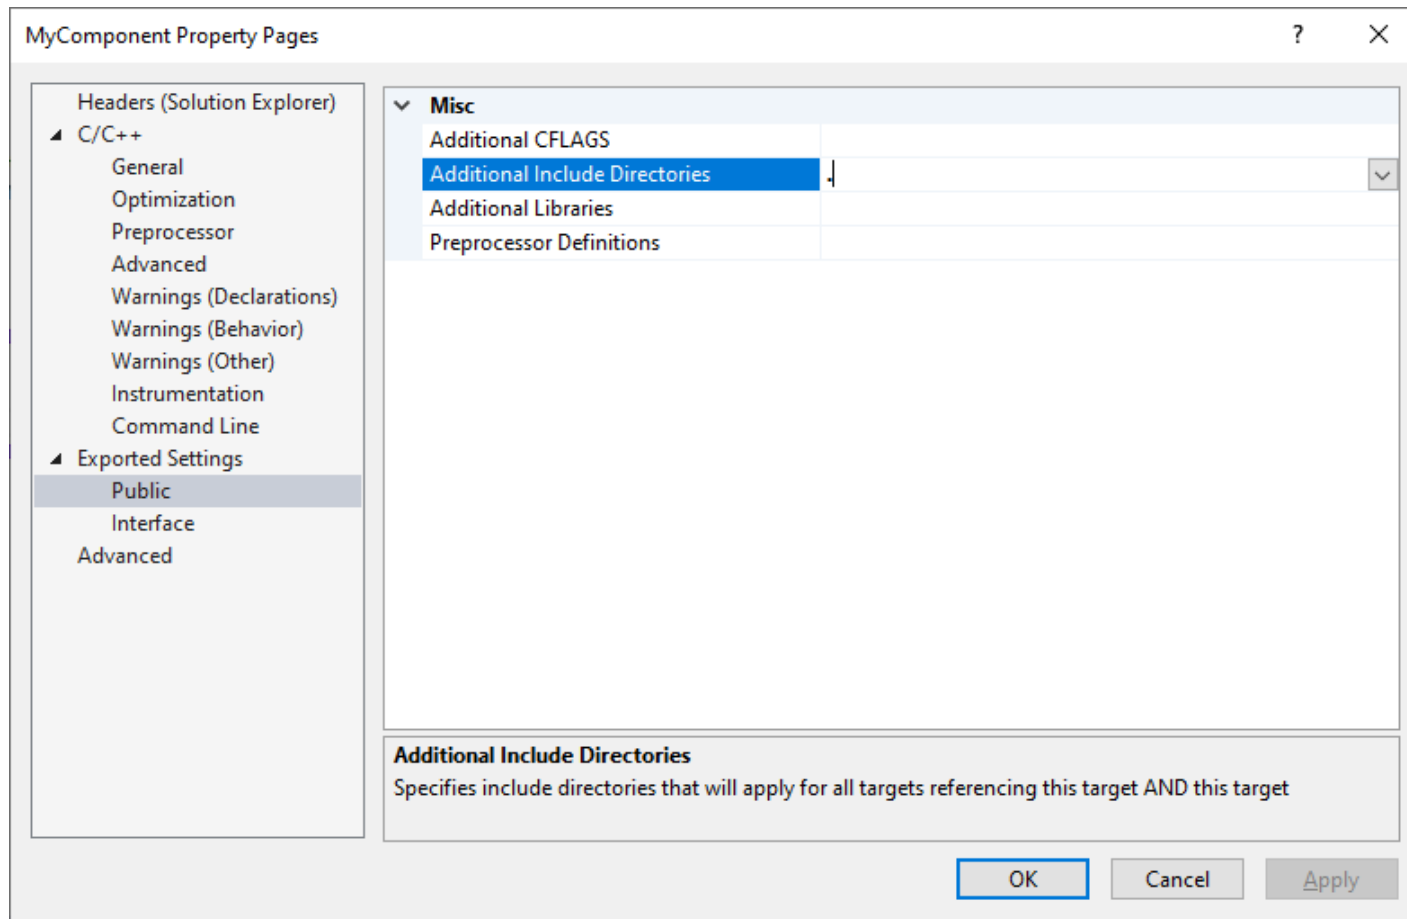 MyComponent Property Pages
?
Headers (Solution Explorer)
C/C++
General
Optimization
Preprocessor
Advanced
Warnings (Declarations)
Warnings (Behavior)
Warnings (Other)
Instrumentation
Command Line
Exported Settings
Public
Interface
Advanced
Misc
Additional CFLAGS
Additional Include Directories .
Additional Libraries
Preprocessor Definitions
Additional Include Directories
Specifies include directories that will apply for all targets referencing this target AND this target
OK Cancel Apply